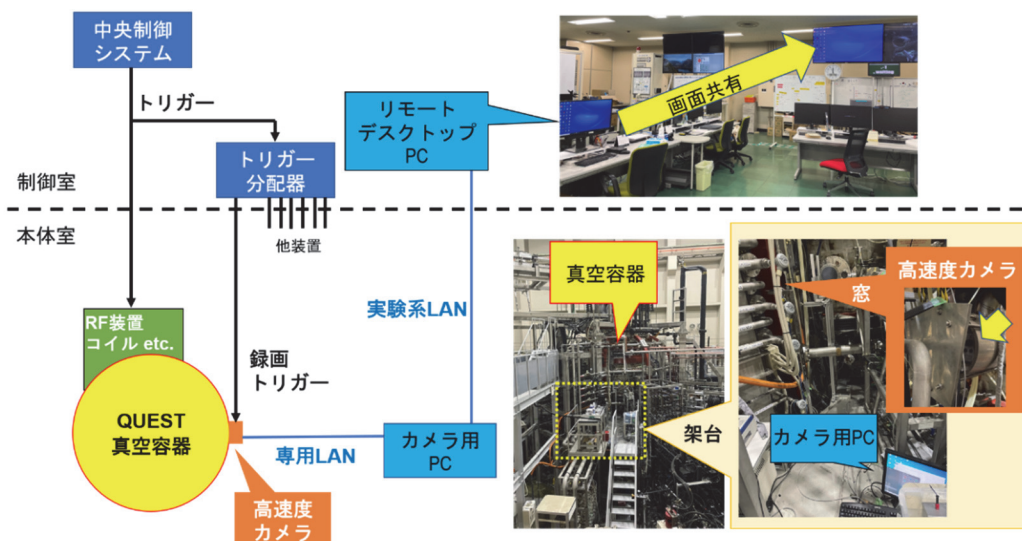 中央制御
システム
トリガー
トリガー
分配器
制御室
本体室
他装置
リモート
デスクトップ
PC
画面共有
実験系LAN
RF装置
コイル etc.
録画
トリガー
QUEST
真空容器
専用LAN
カメラ用
PC
高速度
カメラ
真空容器
架台
窓
高速度カメラ
カメラ用PC